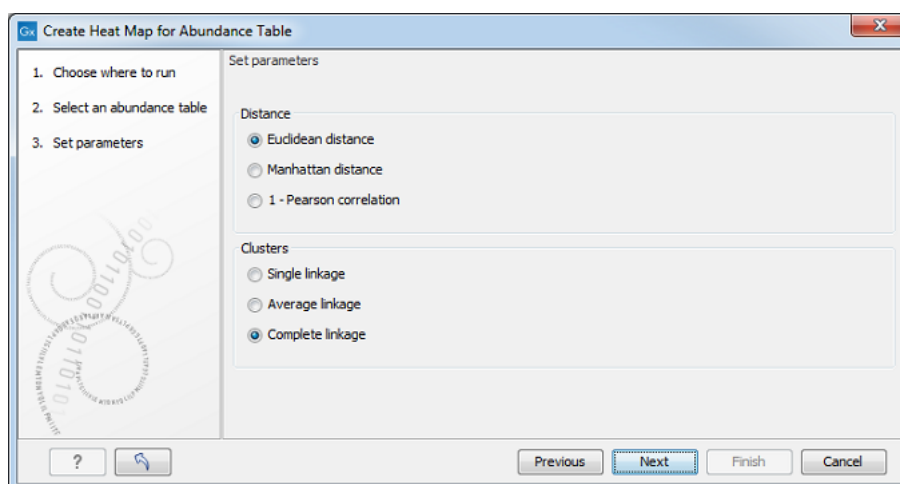 Gx Create Heat Map for Abundance Table
1. Choose where to run
2. Select an abundance table
3. Set parameters
Set parameters
Distance
Euclidean distance
Manhattan distance
1 - Pearson correlation
Clusters
Single linkage
Average linkage
Complete linkage
?
Previous
Next
Finish
Cancel